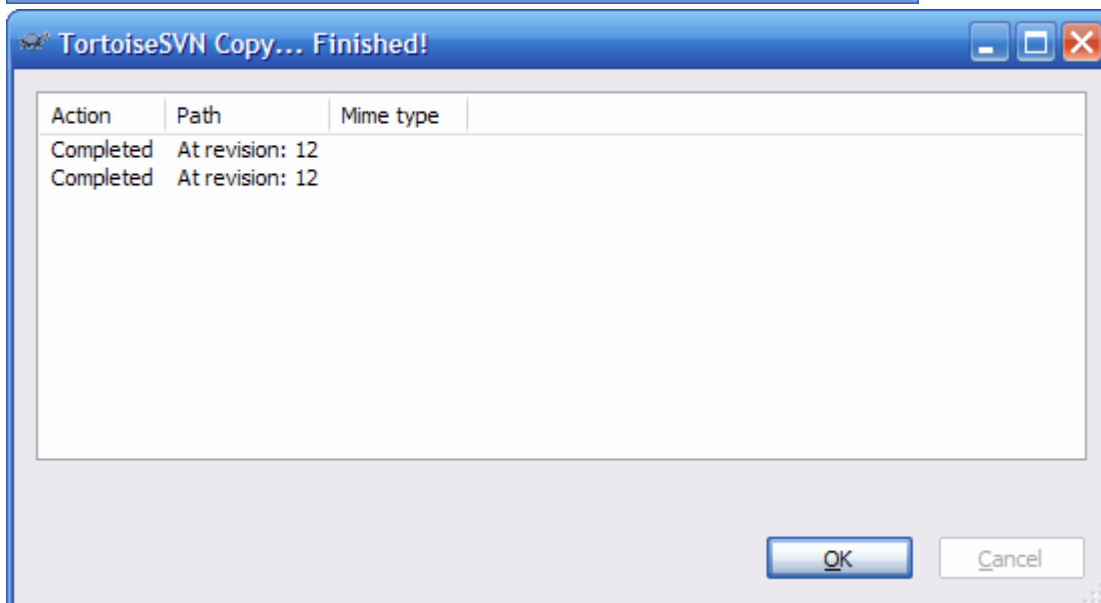 TortoiseSVN Copy... Finished!
Action Path Mime type
Completed At revision: 12
Completed At revision: 12
OK Cancel